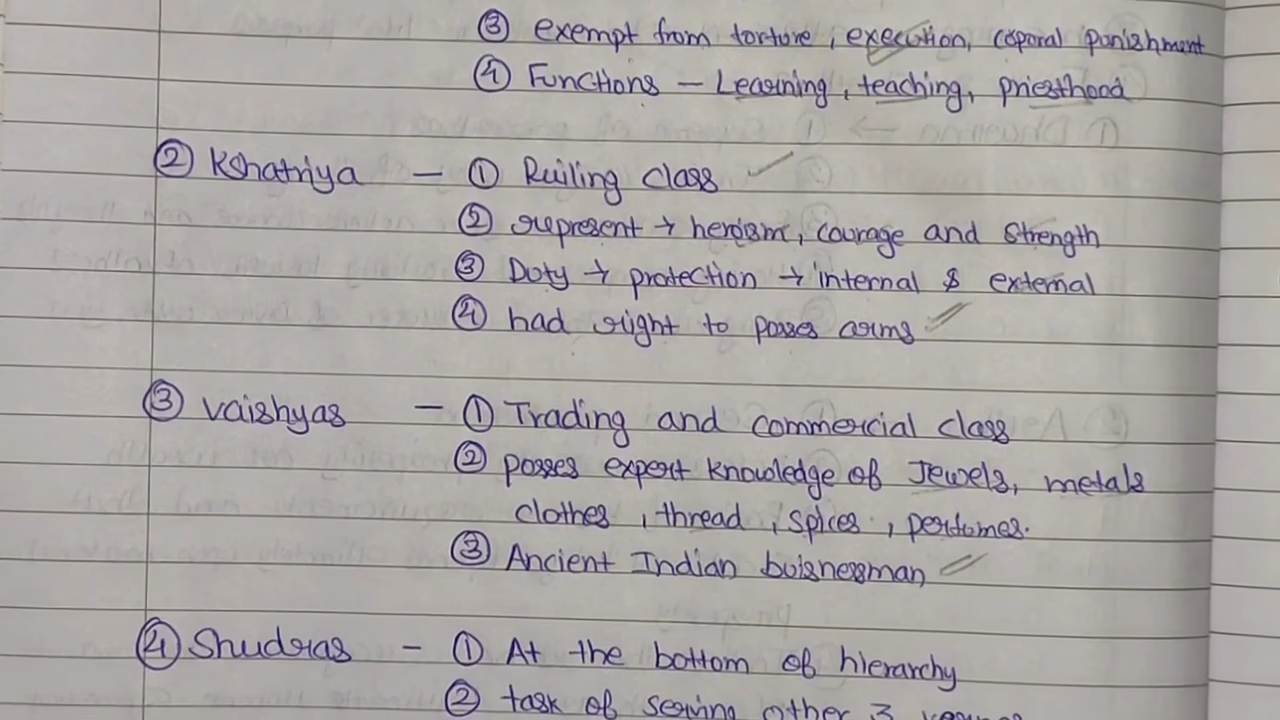 ③ exempt from torture, execution, coporal punishment
④ Functions – Learning, teaching, priesthood
② Kshatriya – ① Ruiling class
② represent → heroism, courage and strength
③ Duty → protection → internal & external
④ had right to posses arms
③ Vaishyas – ① Trading and commercial class
② posses expert knowledge of Jewels, metals
clothes, thread, spices, perfumes.
③ Ancient Indian buisnessman
④ Shudras – ① At the bottom of hierarchy
② task of serving other 3